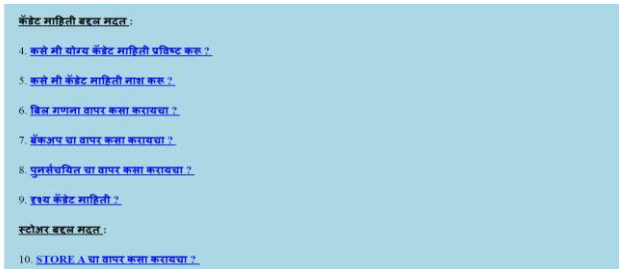 कॅडेट माहिती बद्दल मदत :
4. कसे मी योग्य कॅडेट माहिती प्रविष्ट करू ?
5. कसे मी कॅडेट माहिती नाश करू ?
6. बिल गणना वापर कसा करायचा ?
7. बॅकअप चा वापर कसा करायचा ?
8. पुनर्संचयित चा वापर कसा करायचा ?
9. दृश्य कॅडेट माहिती ?
स्टोअर बद्दल मदत :
10. STORE A चा वापर कसा करायचा ?